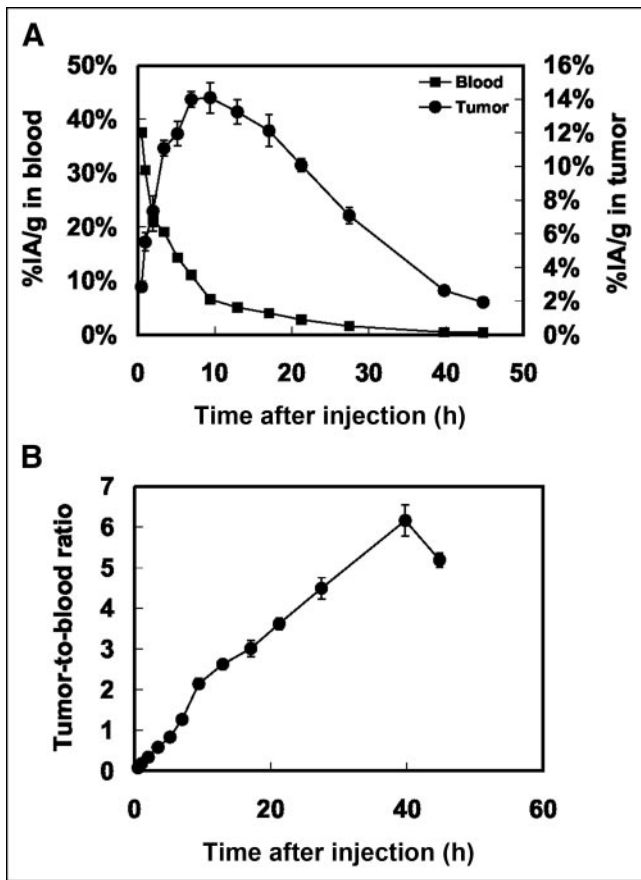 A
50%
40%
30%
20%
10%
0%
%IA/g in blood
Blood
Tumor
16%
14%
12%
10%
8%
6%
4%
2%
0%
%IA/g in tumor
0 10 20 30 40 50
Time after injection (h)
B
7
6
5
4
3
2
1
0
Tumor-to-blood ratio
0 20 40 60
Time after injection (h)